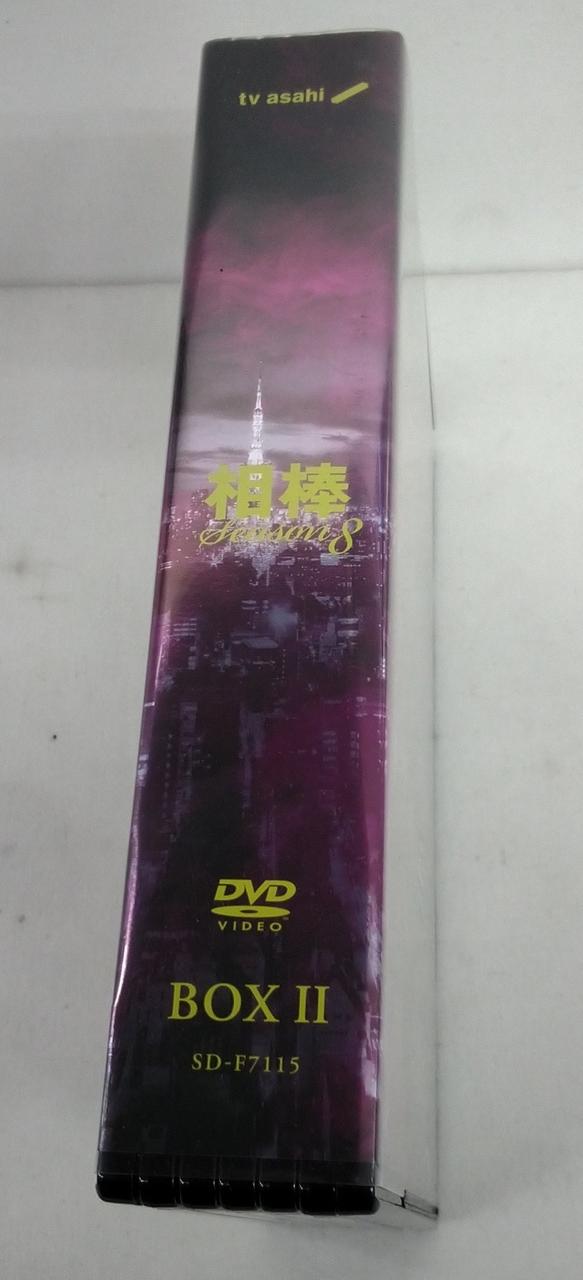 tv asahi
相棒
Season 8
DVD
VIDEO
BOX II
SD-F7115